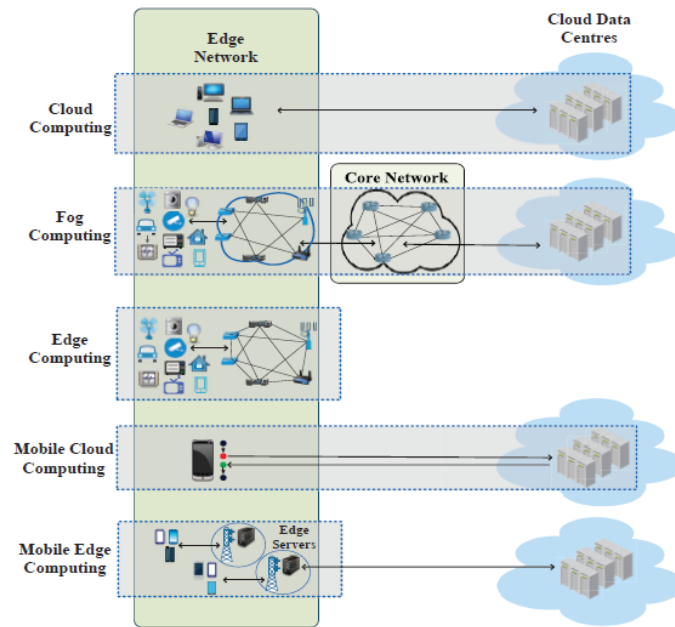 Edge
Network
Cloud Data
Centres
Cloud
Computing
Core Network
Fog
Computing
Edge
Computing
Mobile Cloud
Computing
Edge
Servers
Mobile Edge
Computing